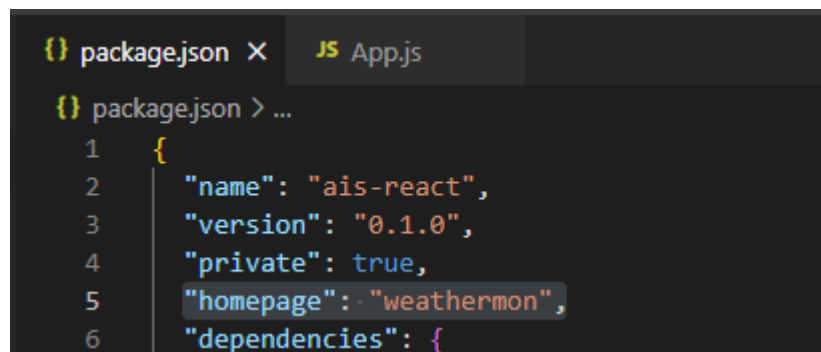 {} package.json × JS App.js
{} package.json > ...
1 {
2 "name": "ais-react",
3 "version": "0.1.0",
4 "private": true,
5 "homepage": "weathermon",
6 "dependencies": {